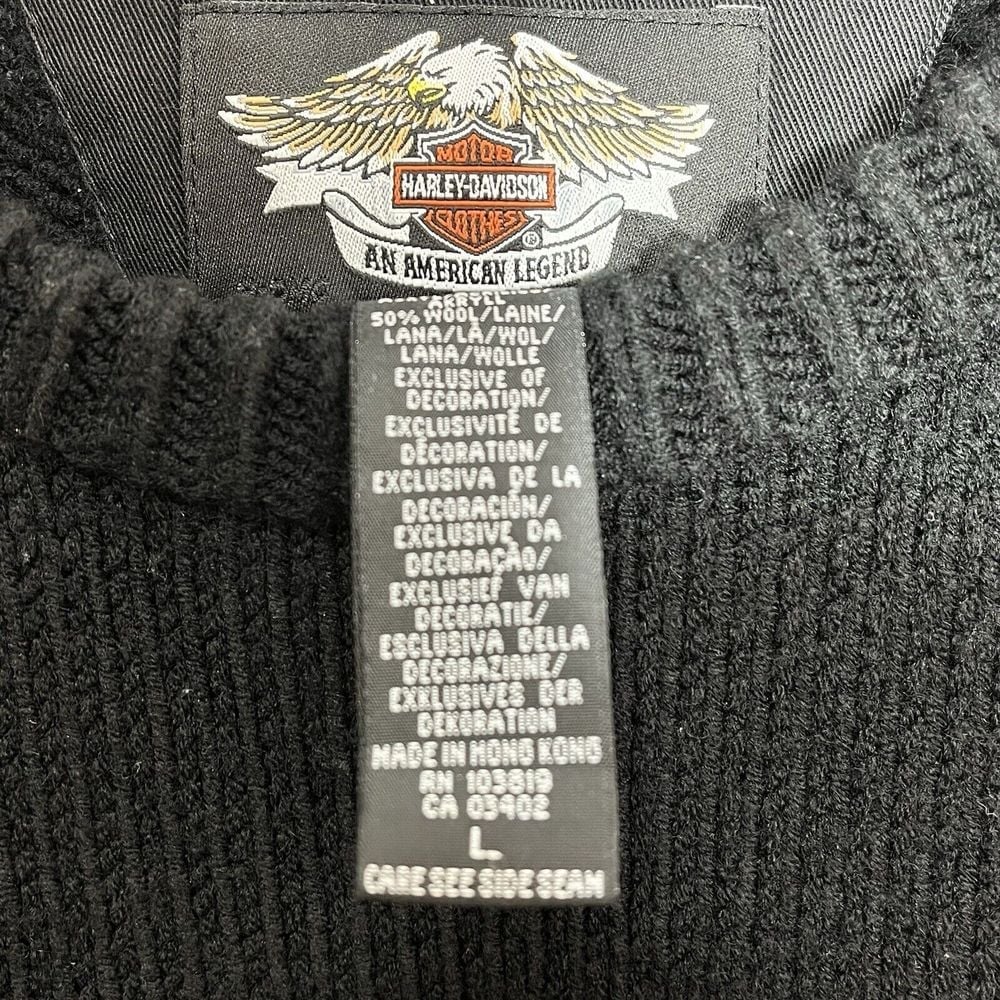 MOTOR
HARLEY-DAVIDSON
CLOTHES
®
AN AMERICAN LEGEND
50% WOOL/LAINE/
LANA/LÃ/WOL/
LANA/WOLLE
EXCLUSIVE OF
DECORATION/
EXCLUSIVITÉ DE
DÉCORATION/
EXCLUSIVA DE LA
DECORACIÓN/
EXCLUSIVE DA
DECORAÇÃO/
EXCLUSIEF VAN
DECORATIE/
ESCLUSIVA DELLA
DECORAZIONE/
EXKLUSIVES DER
DEKORATION
MADE IN HONG KONG
RN 103819
CA 03402
L
CARE SEE SIDE SEAM